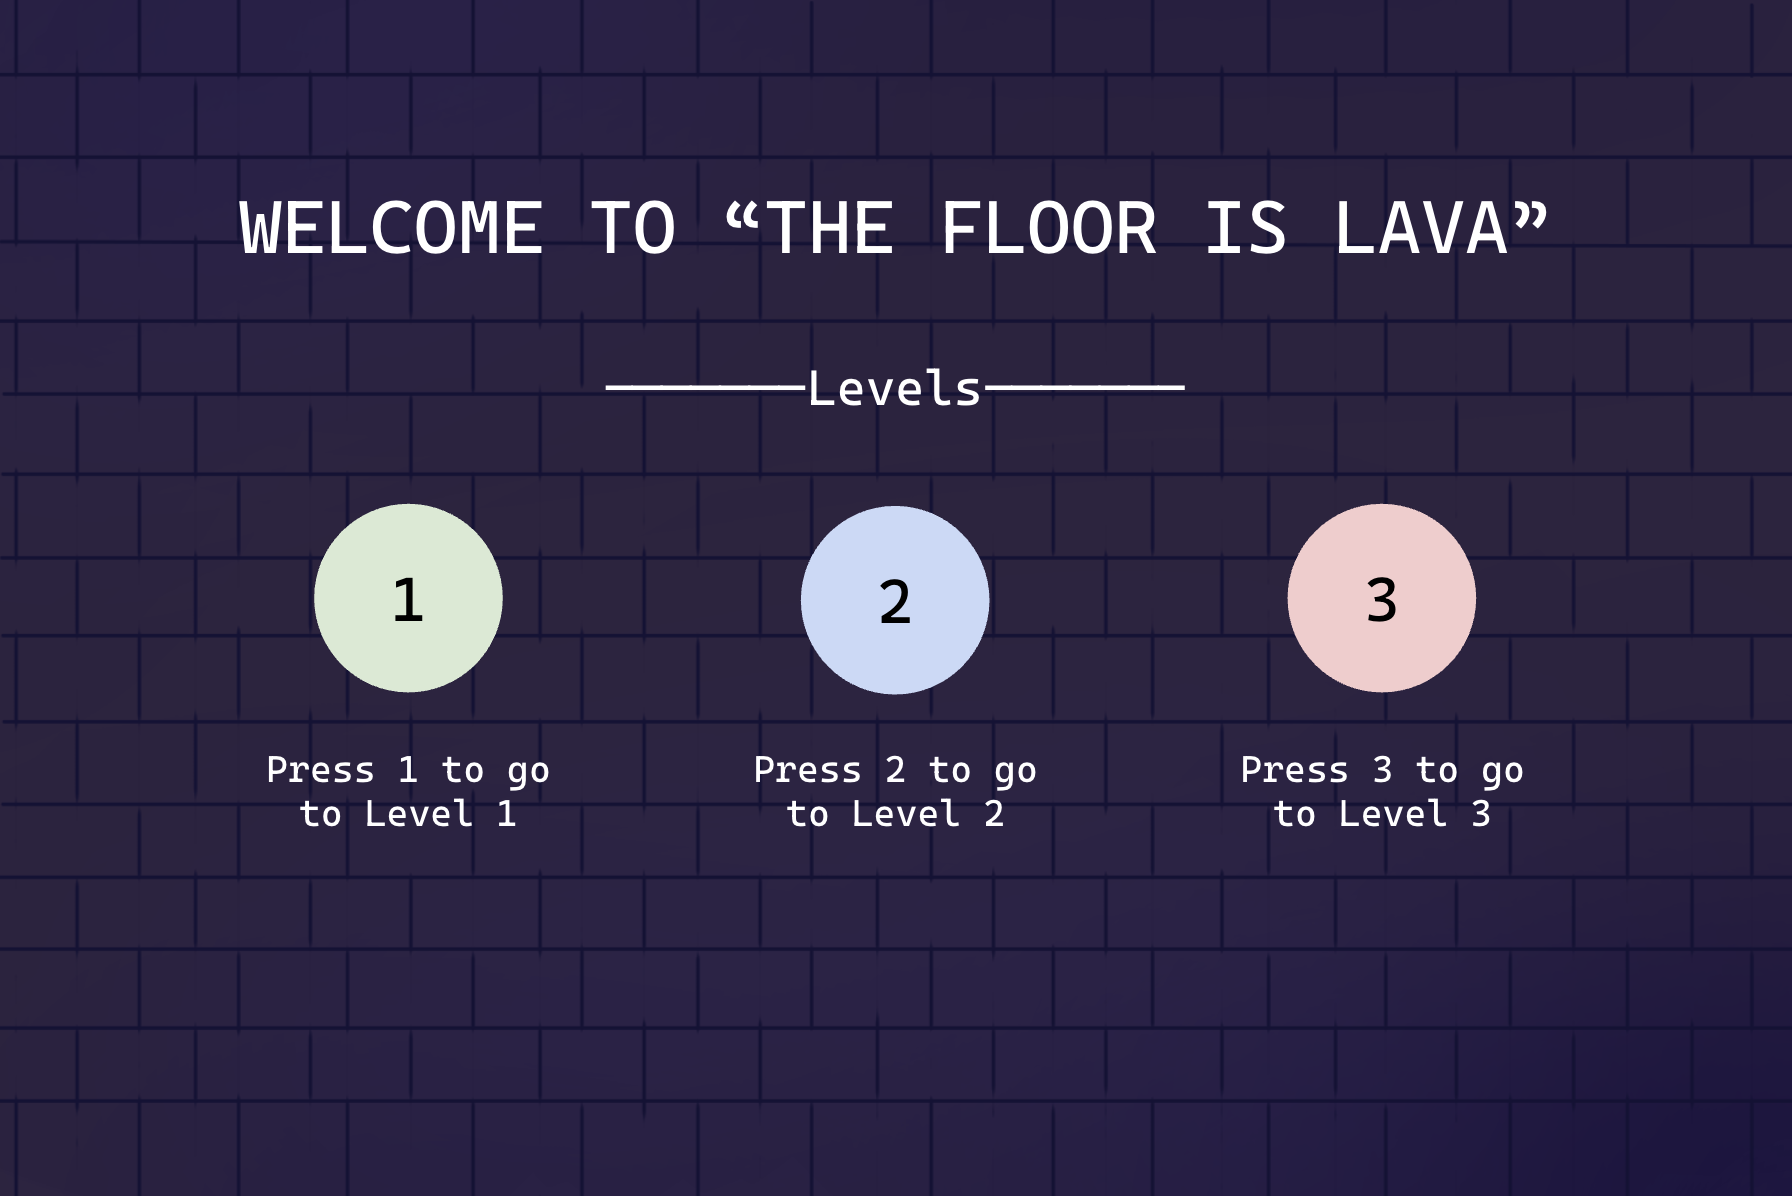 WELCOME TO “THE FLOOR IS LAVA”
Levels
1
2
3
Press 1 to go
to Level 1
Press 2 to go
to Level 2
Press 3 to go
to Level 3